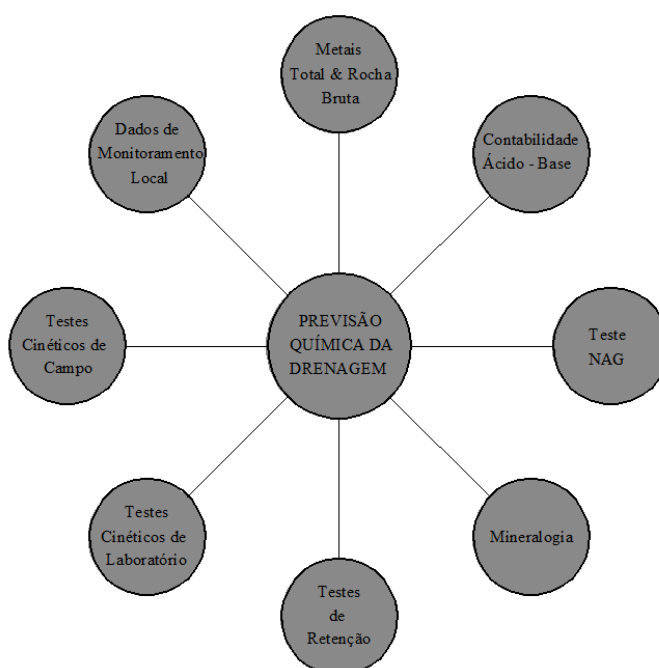 Metais
Total & Rocha
Bruta
Dados de
Monitoramento
Local
Contabilidade
Ácido - Base
Testes
Cinéticos de
Campo
PREVISÃO
QUÍMICA DA
DRENAGEM
Teste
NAG
Testes
Cinéticos de
Laboratório
Mineralogia
Testes
de
Retenção